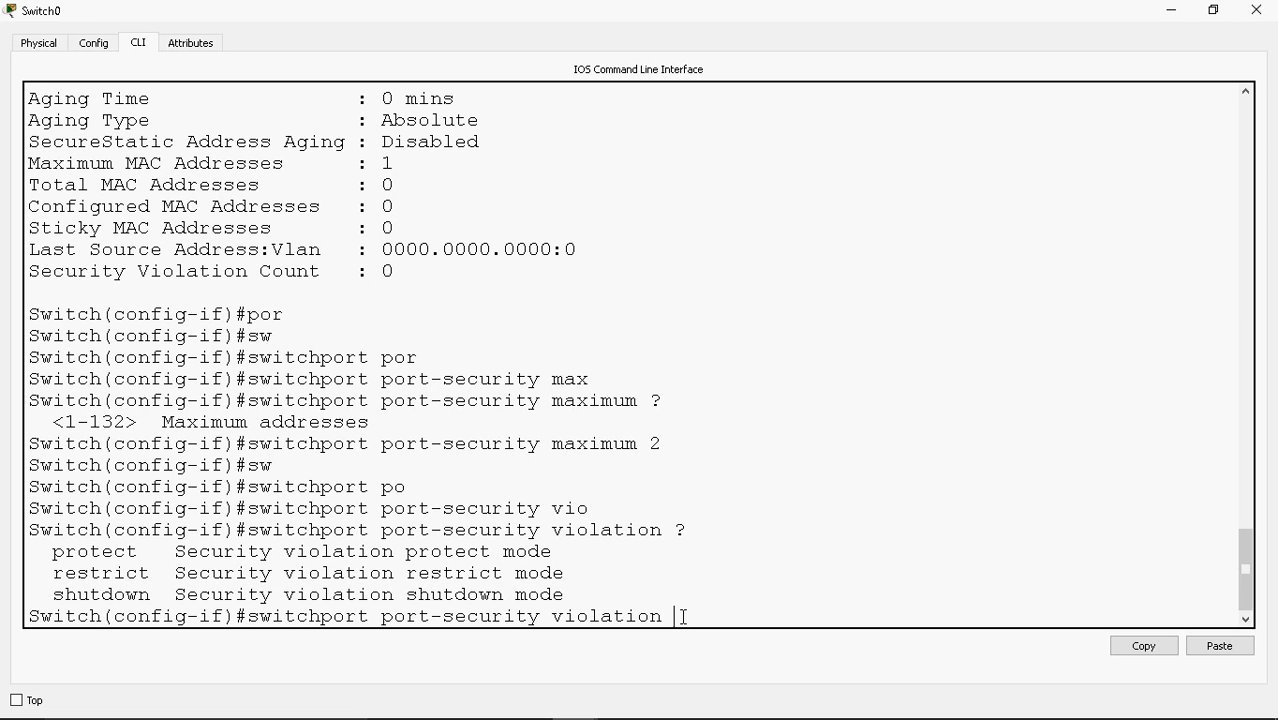 Switch0
Physical Config CLI Attributes
IOS Command Line Interface
Aging Time : 0 mins
Aging Type : Absolute
SecureStatic Address Aging : Disabled
Maximum MAC Addresses : 1
Total MAC Addresses : 0
Configured MAC Addresses : 0
Sticky MAC Addresses : 0
Last Source Address:Vlan : 0000.0000.0000:0
Security Violation Count : 0
Switch(config-if)#por
Switch(config-if)#sw
Switch(config-if)#switchport por
Switch(config-if)#switchport port-security max
Switch(config-if)#switchport port-security maximum ?
<1-132> Maximum addresses
Switch(config-if)#switchport port-security maximum 2
Switch(config-if)#sw
Switch(config-if)#switchport po
Switch(config-if)#switchport port-security vio
Switch(config-if)#switchport port-security violation ?
protect Security violation protect mode
restrict Security violation restrict mode
shutdown Security violation shutdown mode
Switch(config-if)#switchport port-security violation
Copy Paste
Top